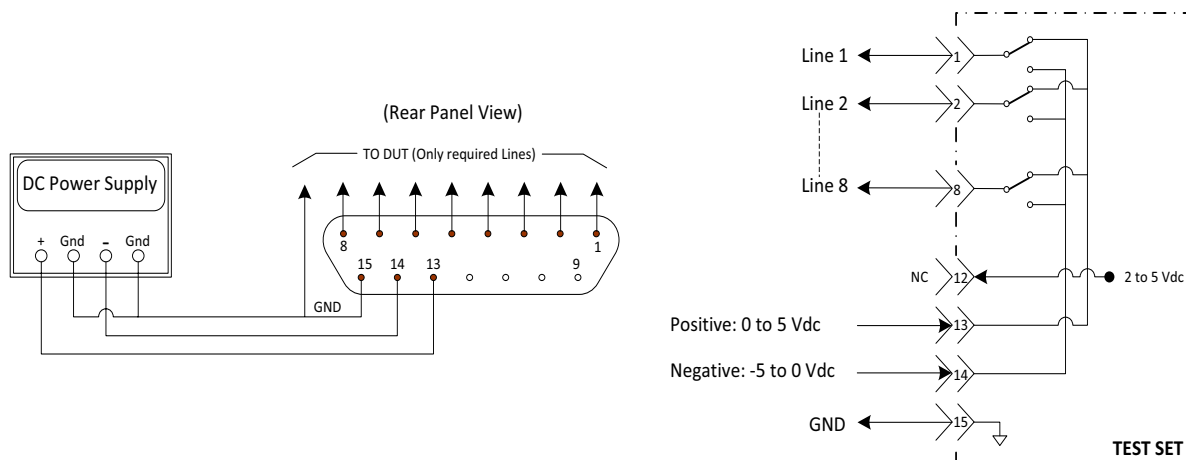 (Rear Panel View)
TO DUT (Only required Lines)
DC Power Supply
+ Gnd - Gnd
8 1
15 14 13 9
GND
Line 1 1
Line 2 2
Line 8 8
NC 12 2 to 5 Vdc
Positive: 0 to 5 Vdc 13
Negative: -5 to 0 Vdc 14
GND 15
TEST SET